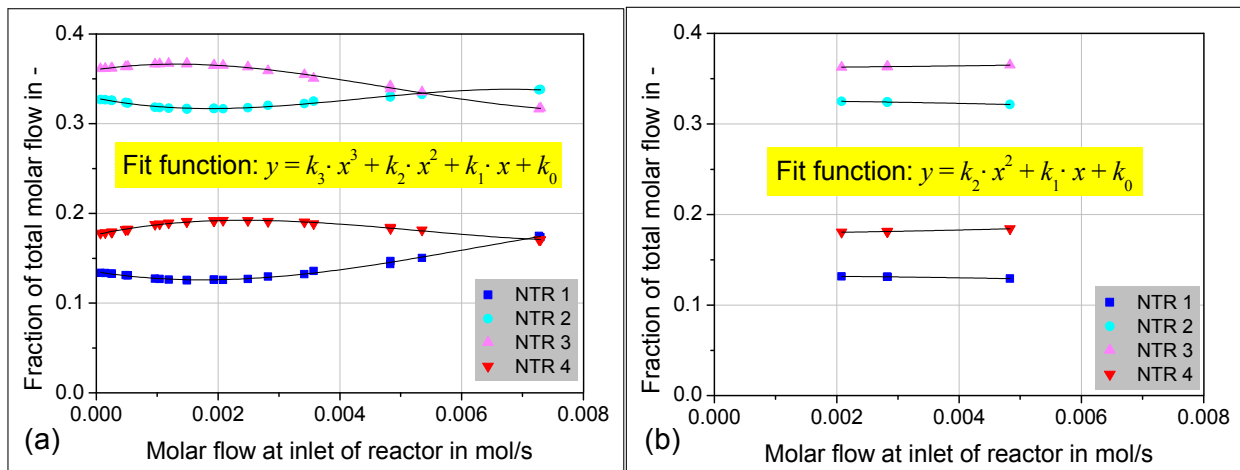 Fraction of total molar flow in -
0.4
0.3
0.2
0.1
0.0
Fit function: y = k₃· x³ + k₂· x² + k₁· x + k₀
NTR 1
NTR 2
NTR 3
NTR 4
0.000 0.002 0.004 0.006 0.008
(a)
Molar flow at inlet of reactor in mol/s
Fraction of total molar flow in -
0.4
0.3
0.2
0.1
0.0
Fit function: y = k₂· x² + k₁· x + k₀
NTR 1
NTR 2
NTR 3
NTR 4
0.000 0.002 0.004 0.006 0.008
(b)
Molar flow at inlet of reactor in mol/s